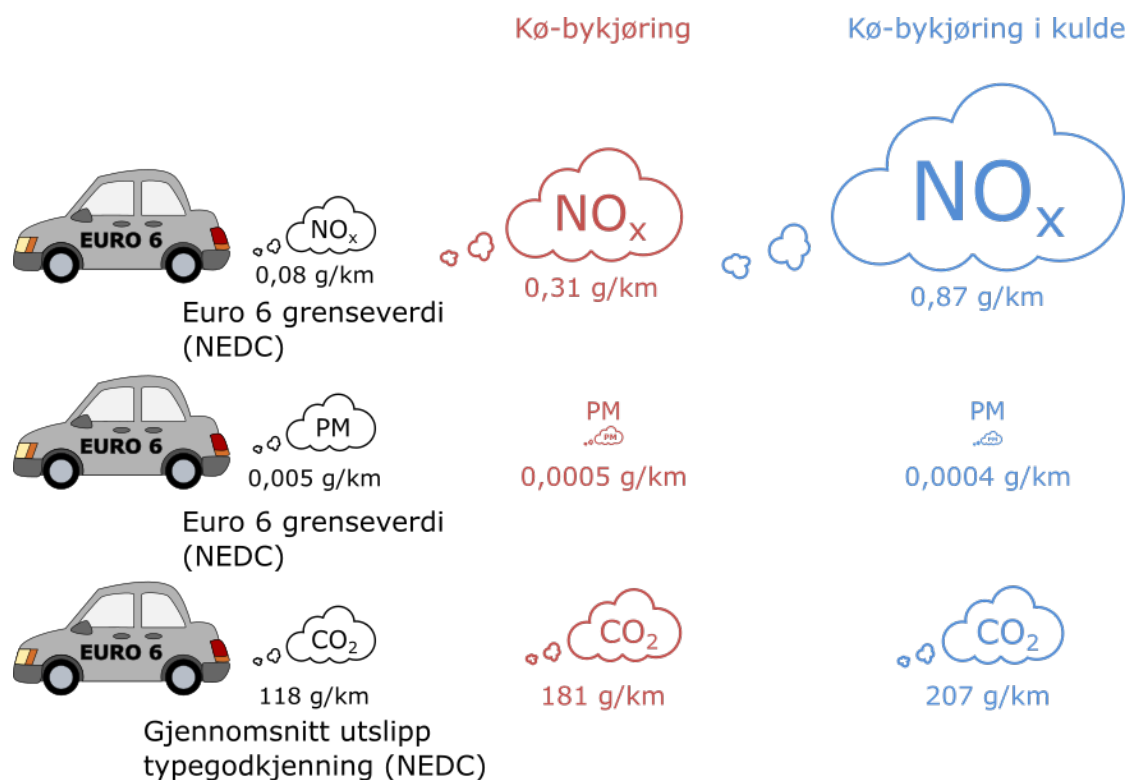 Kø-bykjøring
Kø-bykjøring i kulde
EURO 6
NOx
0,08 g/km
Euro 6 grenseverdi
(NEDC)
NOx
0,31 g/km
NOx
0,87 g/km
EURO 6
PM
0,005 g/km
Euro 6 grenseverdi
(NEDC)
PM
PM
0,0005 g/km
PM
PM
0,0004 g/km
EURO 6
CO2
118 g/km
Gjennomsnitt utslipp
typegodkjenning (NEDC)
CO2
181 g/km
CO2
207 g/km